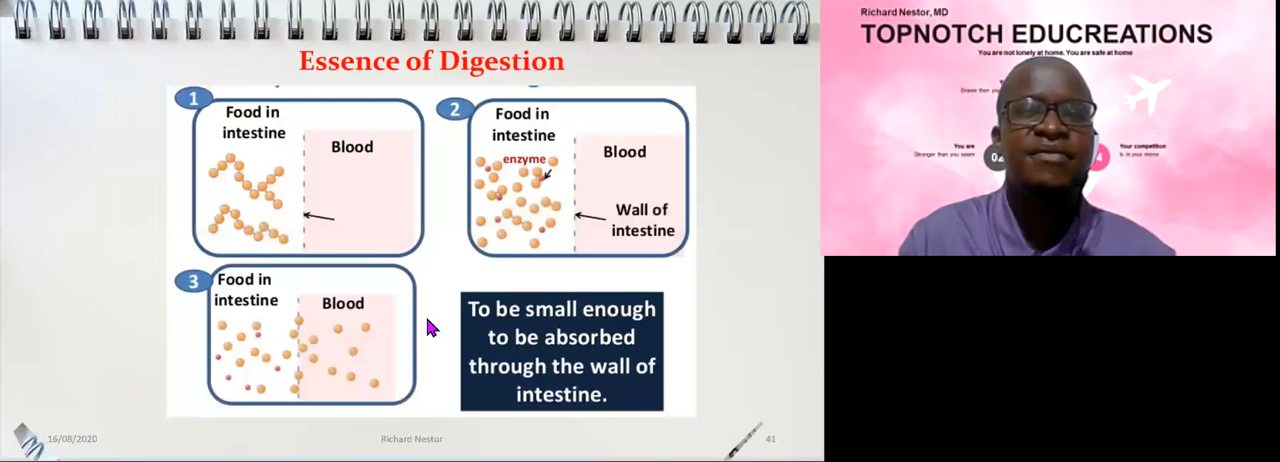 Essence of Digestion
1
Food in
intestine
Blood
2
Food in
intestine
enzyme
Blood
Wall of
intestine
3
Food in
intestine
Blood
To be small enough
to be absorbed
through the wall of
intestine.
16/08/2020
Richard Nestor
41
Richard Nestor, MD
TOPNOTCH EDUCREATIONS
You are not lonely at home. You are safe at home
You are
Stronger than you seem
Your competition
Is in your mirror